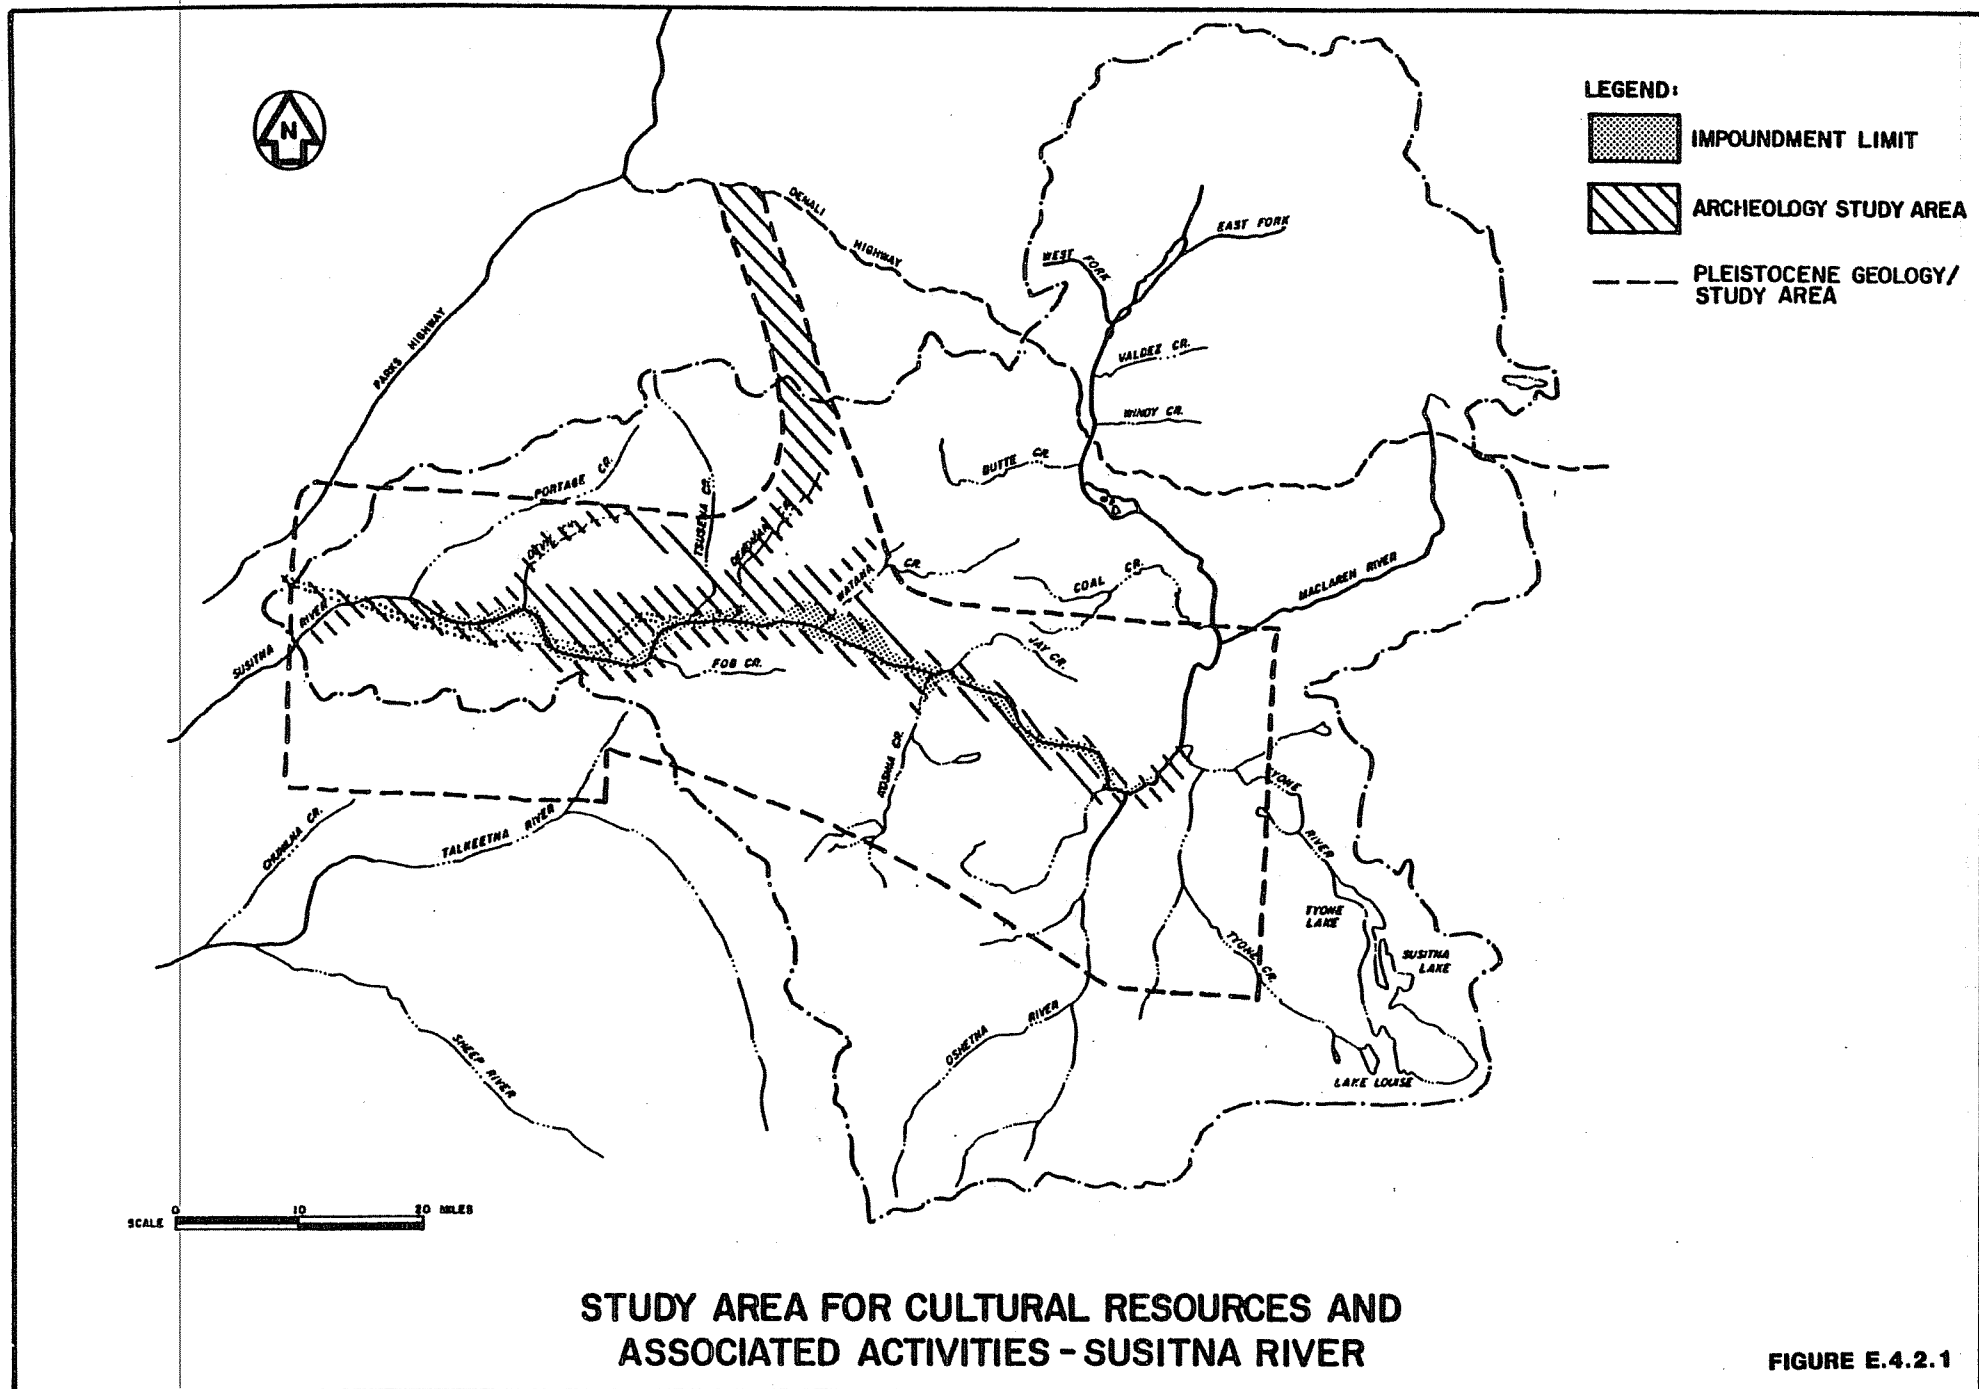 LEGEND:
IMPOUNDMENT LIMIT
ARCHEOLOGY STUDY AREA
PLEISTOCENE GEOLOGY/
STUDY AREA
N
DENALI
HIGHWAY
PARKS HIGHWAY
WEST FORK
EAST FORK
VALDEZ CR.
WINDY CR.
BUTTE CR.
PORTAGE CR.
TSUSENA CR.
DEVIL CR.
DEADMAN CR.
WATANA CR.
COAL CR.
MACLAREN RIVER
SUSITNA RIVER
FOG CR.
JAY CR.
KOSINA CR.
TYONE
RIVER
CHUNILNA CR.
TALKEETNA RIVER
TYONE
LAKE
SUSITNA
LAKE
TYONE CR.
OSHETNA RIVER
SHEEP RIVER
LAKE LOUISE
SCALE 0 10 20 MILES
STUDY AREA FOR CULTURAL RESOURCES AND
ASSOCIATED ACTIVITIES - SUSITNA RIVER
FIGURE E.4.2.1